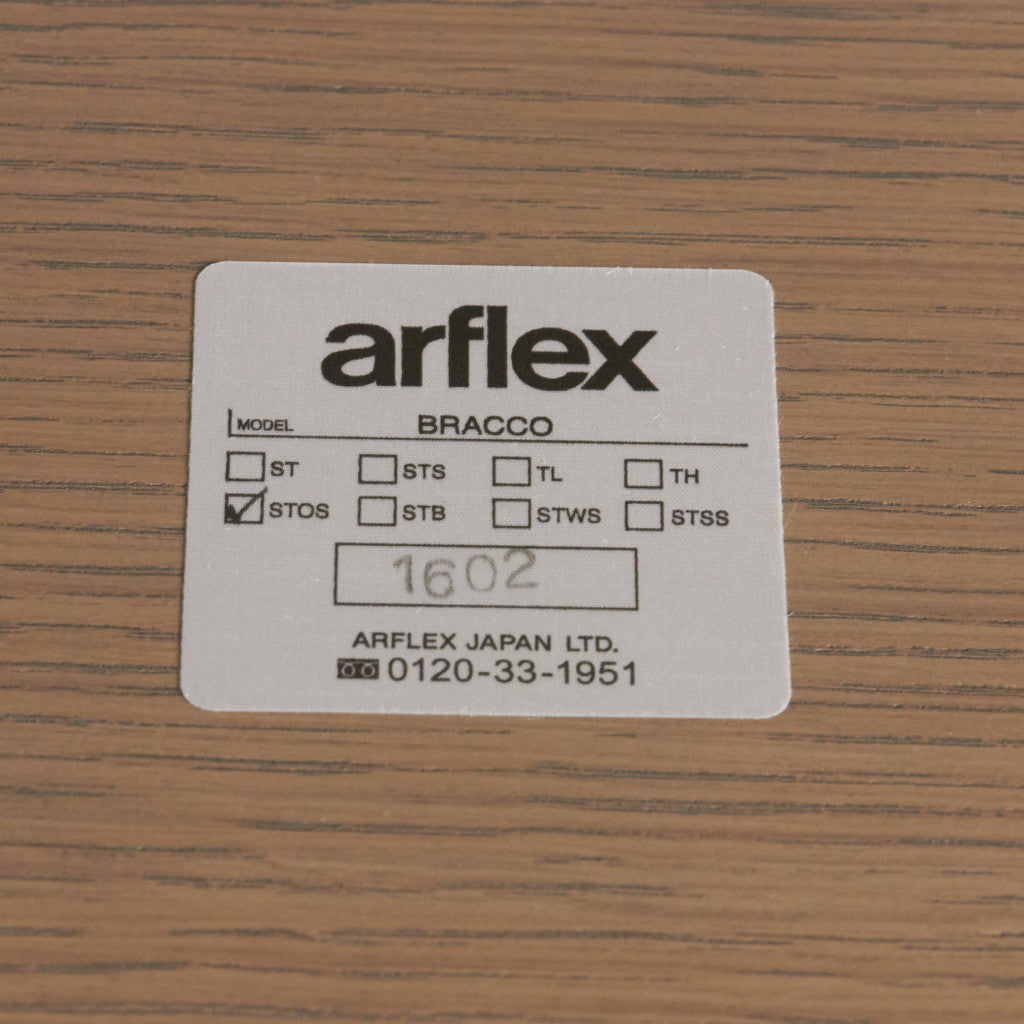 arflex
MODEL BRACCO
ST STS TL TH
STOS STB STWS STSS
1602
ARFLEX JAPAN LTD.
0120-33-1951